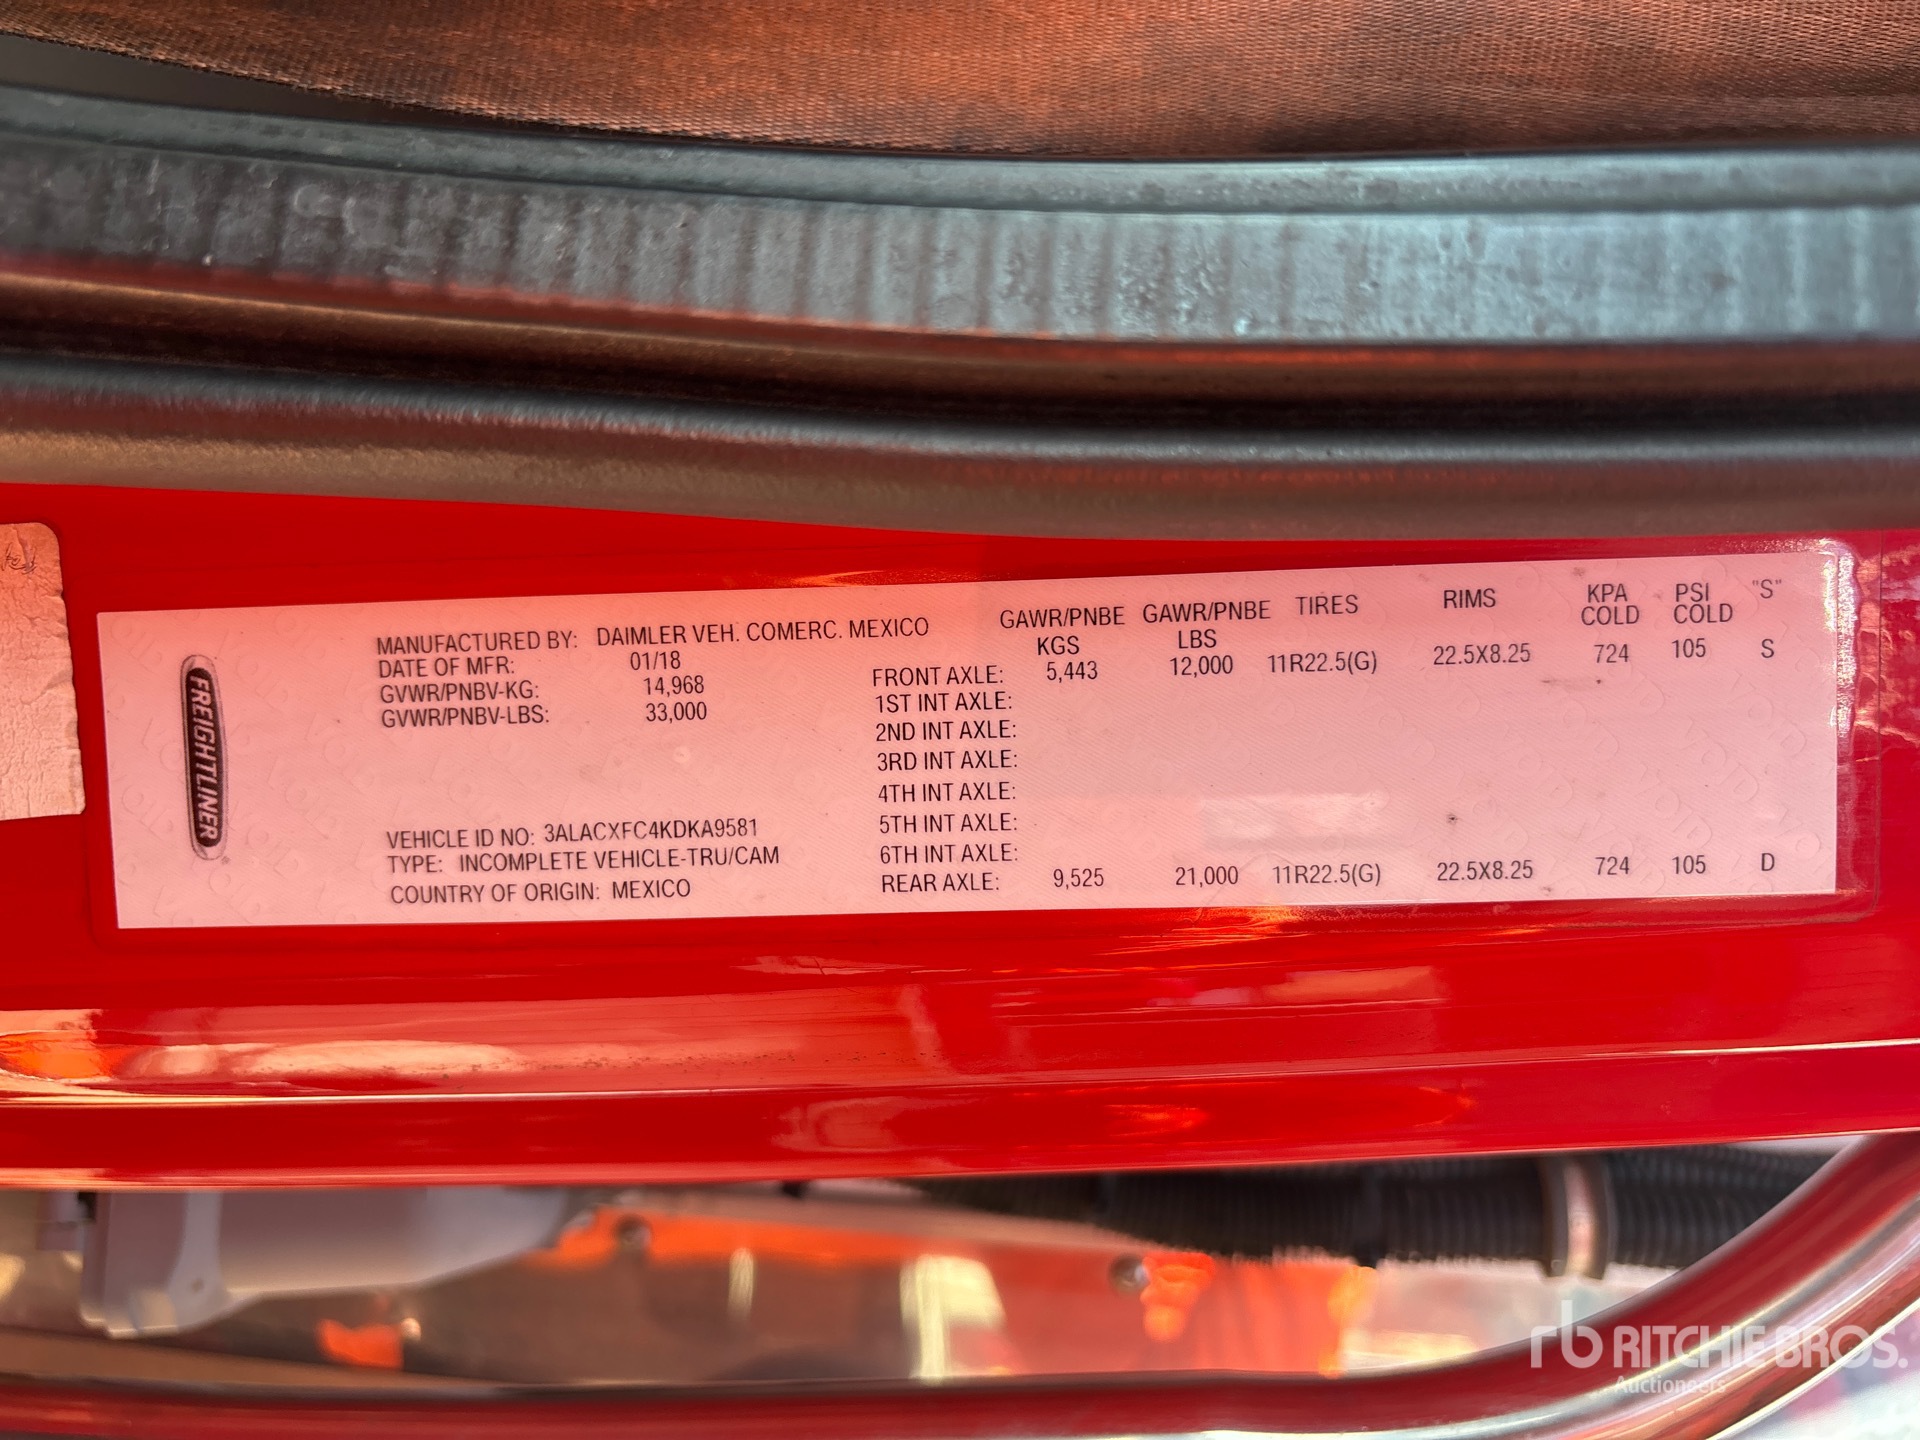 FREIGHTLINER
MANUFACTURED BY: DAIMLER VEH. COMERC. MEXICO
DATE OF MFR: 01/18
GVWR/PNBV-KG: 14,968
GVWR/PNBV-LBS: 33,000
VEHICLE ID NO: 3ALACXFC4KDKA9581
TYPE: INCOMPLETE VEHICLE-TRU/CAM
COUNTRY OF ORIGIN: MEXICO
GAWR/PNBE GAWR/PNBE TIRES RIMS KPA PSI "S"
KGS LBS COLD COLD
FRONT AXLE: 5,443 12,000 11R22.5(G) 22.5X8.25 724 105 S
1ST INT AXLE:
2ND INT AXLE:
3RD INT AXLE:
4TH INT AXLE:
5TH INT AXLE:
6TH INT AXLE:
REAR AXLE: 9,525 21,000 11R22.5(G) 22.5X8.25 724 105 D
rb RITCHIE BROS.
Auctioneers